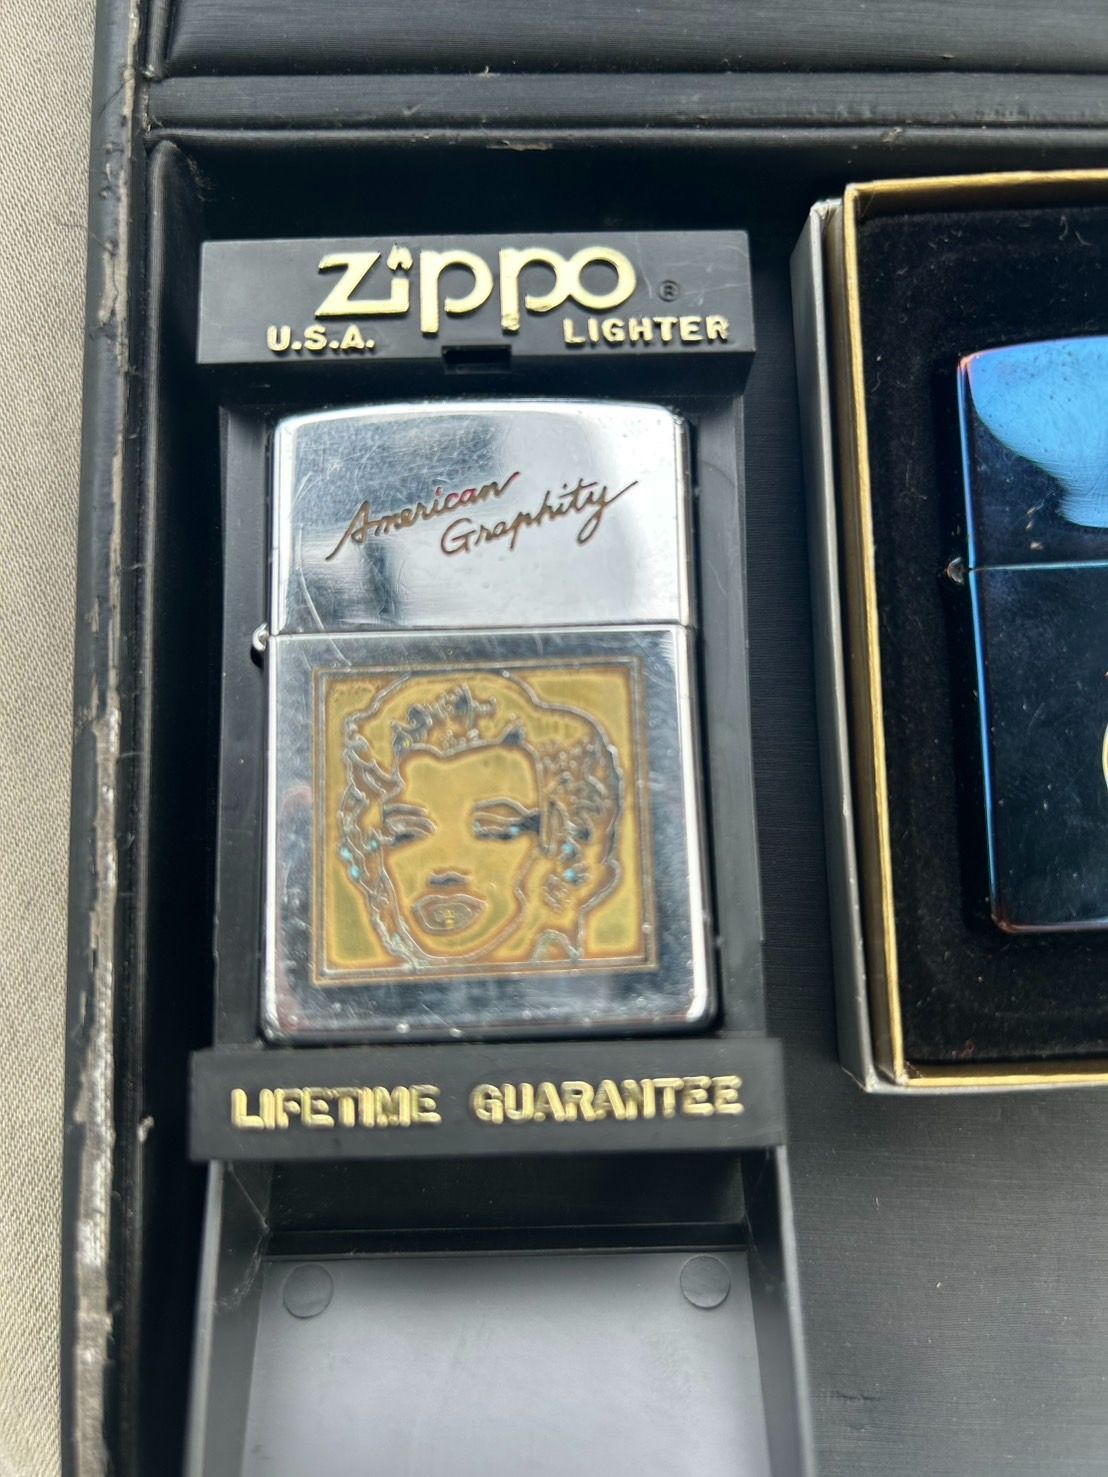 Zippo ®
U.S.A. LIGHTER
American
Graphity
LIFETIME GUARANTEE